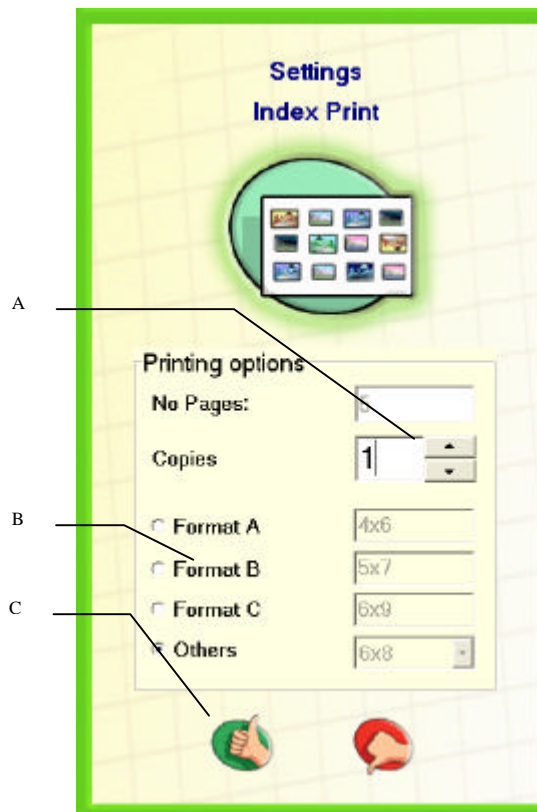 Settings
Index Print
A
Printing options
No Pages:
Copies 1
B
Format A 4x6
Format B 5x7
C
Format C 6x9
Others 6x8